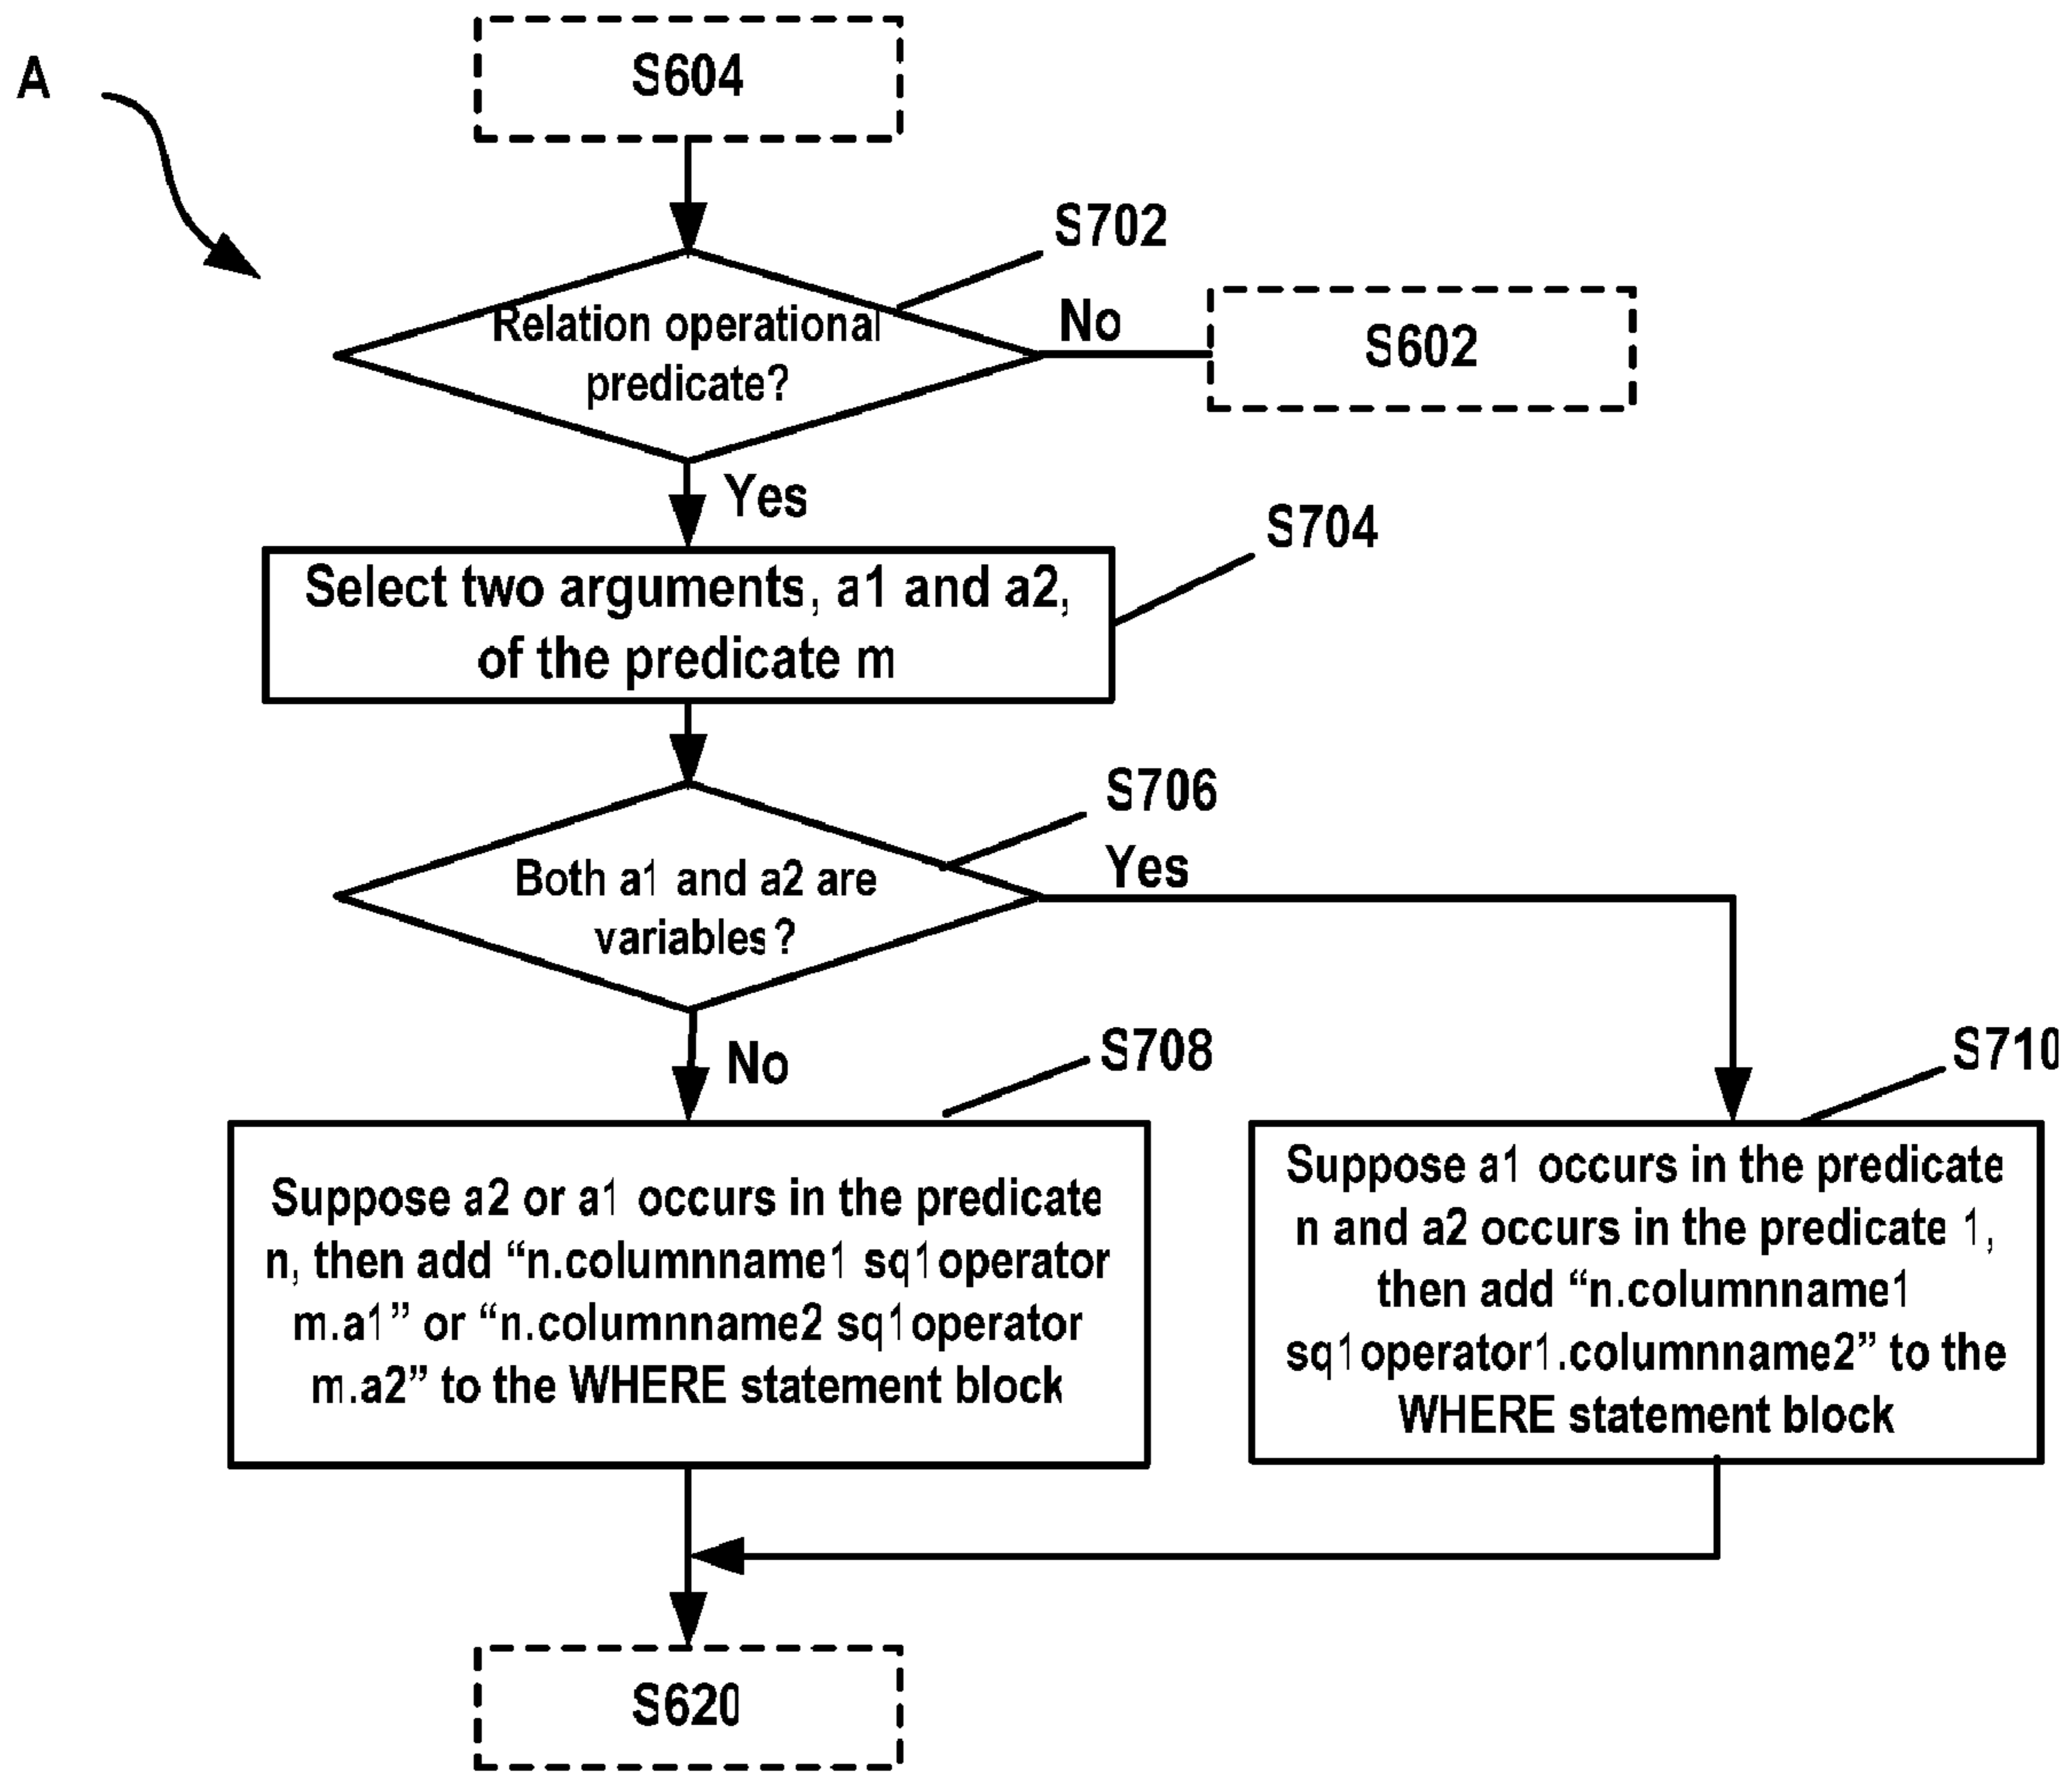 A
S604
S702
Relation operational
predicate?
No
S602
Yes
S704
Select two arguments, a1 and a2,
of the predicate m
S706
Both a1 and a2 are
variables?
Yes
No
S708
S710
Suppose a2 or a1 occurs in the predicate
n, then add “n.columnname1 sq1operator
m.a1” or “n.columnname2 sq1operator
m.a2” to the WHERE statement block
Suppose a1 occurs in the predicate
n and a2 occurs in the predicate 1,
then add “n.columnname1
sq1operator1.columnname2” to the
WHERE statement block
S620